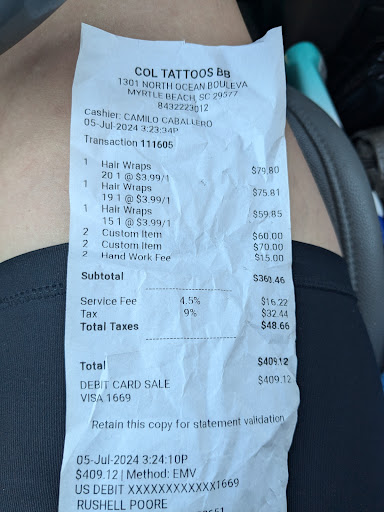 COL TATTOOS BB
1301 NORTH OCEAN BOULEVA
MYRTLE BEACH, SC 29577
8432223012
Cashier: CAMILO CABALLERO
05-Jul-2024 3:23:34P
Transaction 111605
1 Hair Wraps $79.80
20 1 @ $3.99/1
1 Hair Wraps $75.81
19 1 @ $3.99/1
1 Hair Wraps $59.85
15 1 @ $3.99/1
2 Custom Item $60.00
2 Custom Item $70.00
2 Hand Work Fee $15.00
Subtotal $360.46
Service Fee 4.5% $16.22
Tax 9% $32.44
Total Taxes $48.66
Total $409.12
DEBIT CARD SALE $409.12
VISA 1669
Retain this copy for statement validation
05-Jul-2024 3:24:10P
$409.12 | Method: EMV
US DEBIT XXXXXXXXXXXX1669
RUSHELL POORE